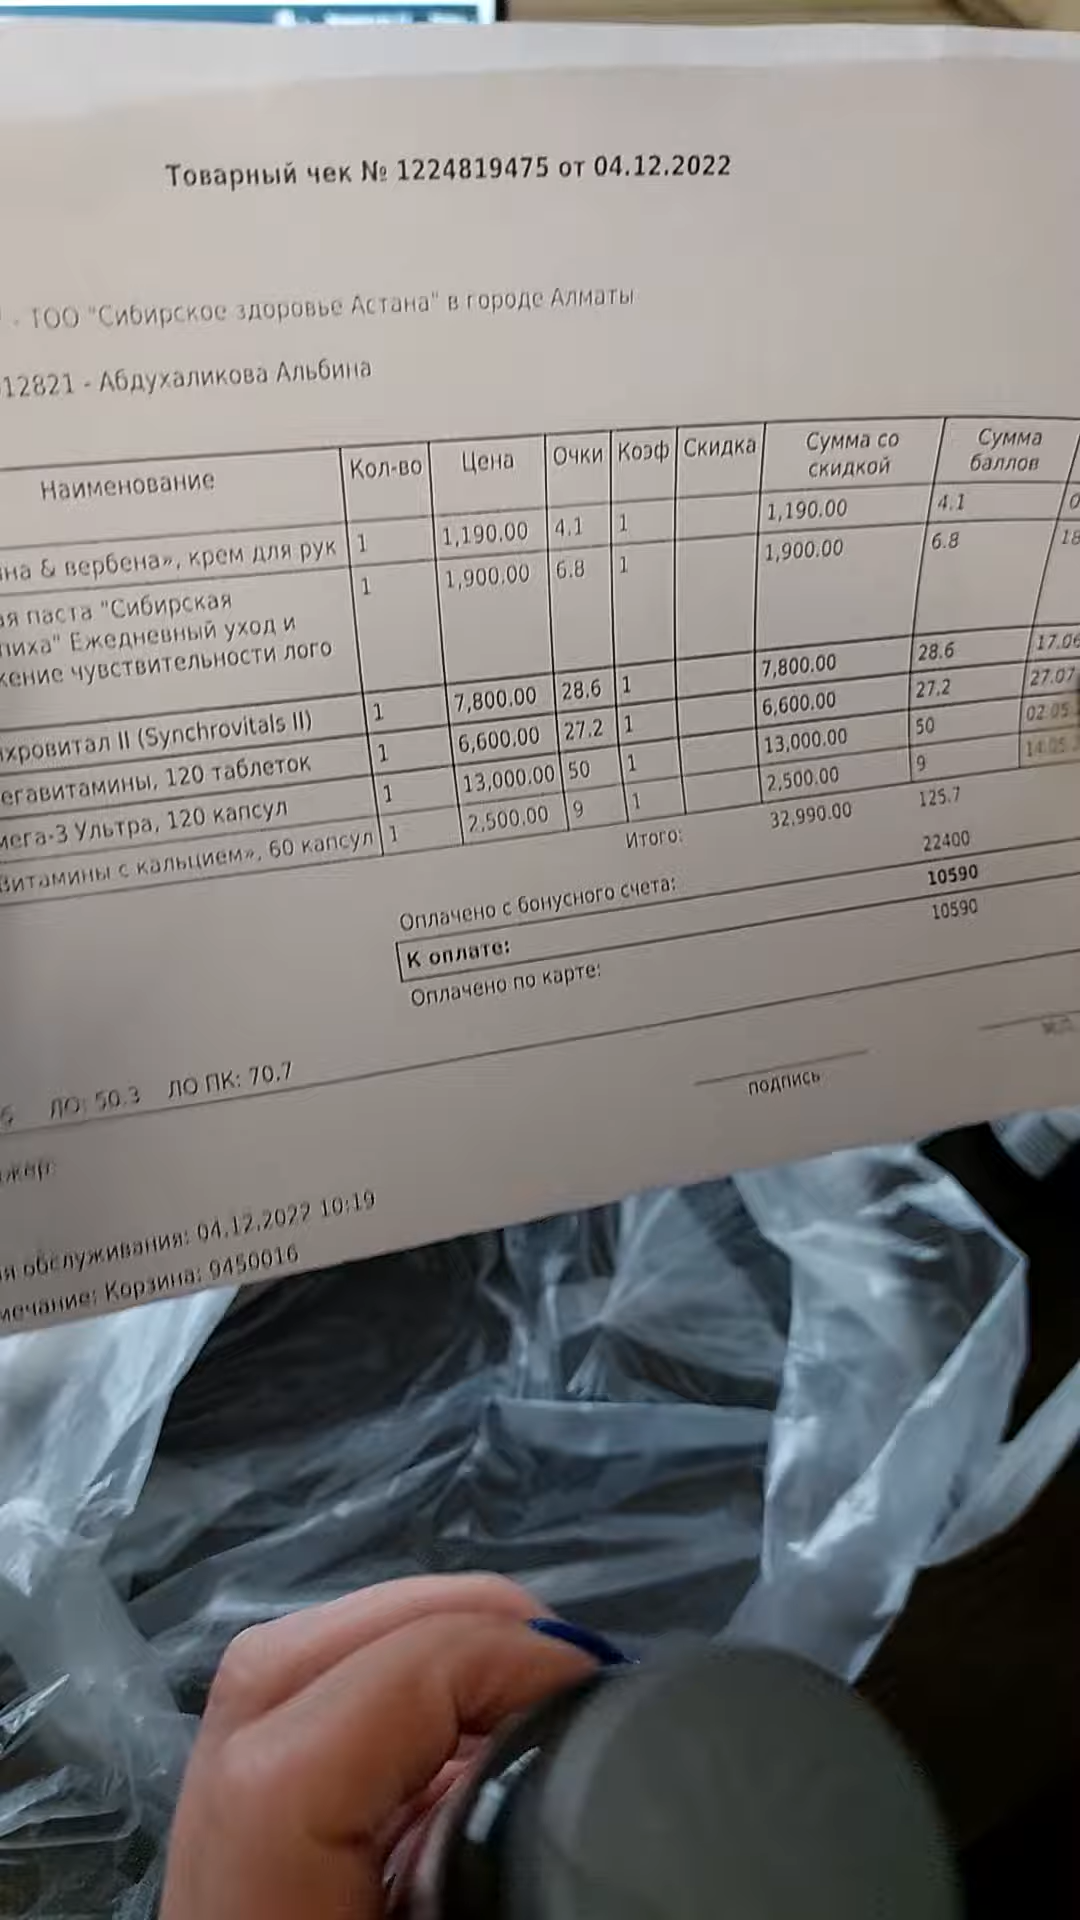 Товарный чек № 1224819475 от 04.12.2022
- ТОО "Сибирское здоровье Астана" в городе Алматы
12821 - Абдухаликова Альбина
Наименование Кол-во Цена Очки Коэф Скидка Сумма со скидкой Сумма баллов
на & вербена», крем для рук 1 1,190.00 4.1 1 1,190.00 4.1 0
ая паста "Сибирская 1 1,900.00 6.8 1 1,900.00 6.8 18
пиха" Ежедневный уход и
жение чувствительности лого
хровитал II (Synchrovitals II) 1 7,800.00 28.6 1 7,800.00 28.6 17.06
егавитамины, 120 таблеток 1 6,600.00 27.2 1 6,600.00 27.2 27.07
мега-3 Ультра, 120 капсул 1 13,000.00 50 1 13,000.00 50 02.05
витамины с кальцием», 60 капсул 1 2,500.00 9 1 2,500.00 9 14.05
Итого: 32,990.00 125.7
Оплачено с бонусного счета: 22400
К оплате: 10590
Оплачено по карте: 10590
ЛО: 50.3 ЛО ПК: 70.7
подпись
м.п.
жер:
я обслуживания: 04.12.2022 10:19
мечание: Корзина: 9450016